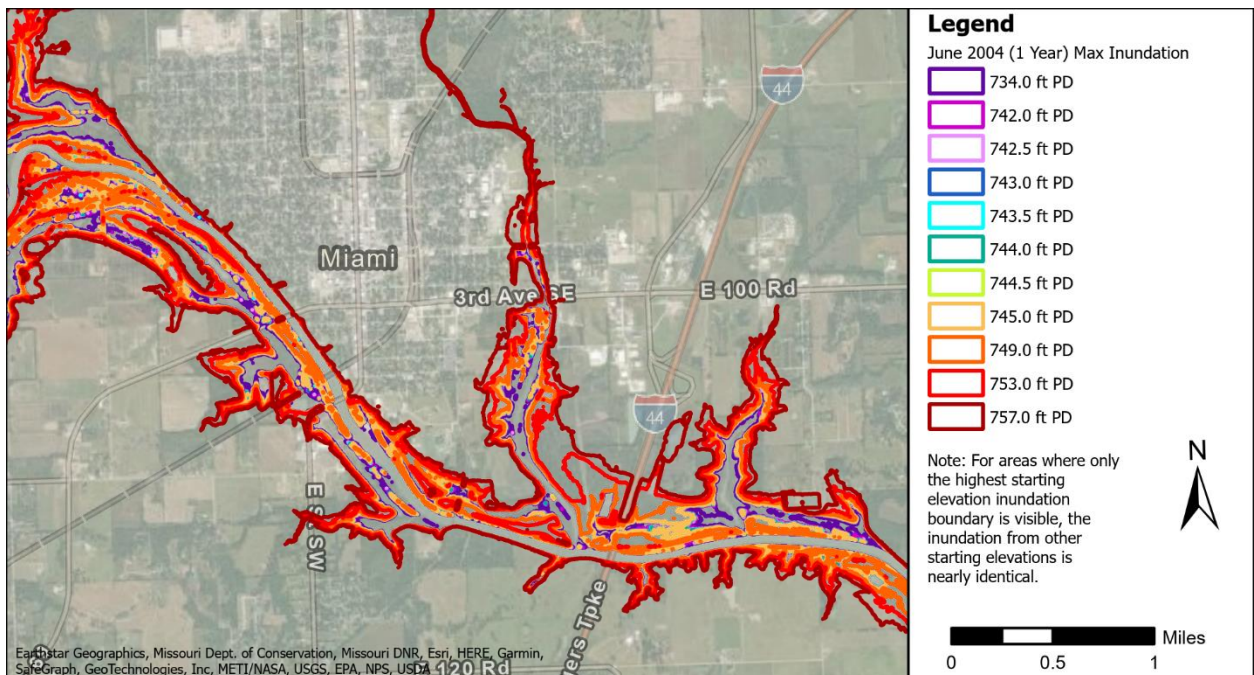 44
Miami
3rd Ave SE
E 100 Rd
44
E SW
ers Tpke
E 120 Rd
Earthstar Geographics, Missouri Dept. of Conservation, Missouri DNR, Esri, HERE, Garmin,
SafeGraph, GeoTechnologies, Inc, METI/NASA, USGS, EPA, NPS, USDA
Legend
June 2004 (1 Year) Max Inundation
734.0 ft PD
742.0 ft PD
742.5 ft PD
743.0 ft PD
743.5 ft PD
744.0 ft PD
744.5 ft PD
745.0 ft PD
749.0 ft PD
753.0 ft PD
757.0 ft PD
Note: For areas where only
the highest starting
elevation inundation
boundary is visible, the
inundation from other
starting elevations is
nearly identical.
N
Miles
0 0.5 1